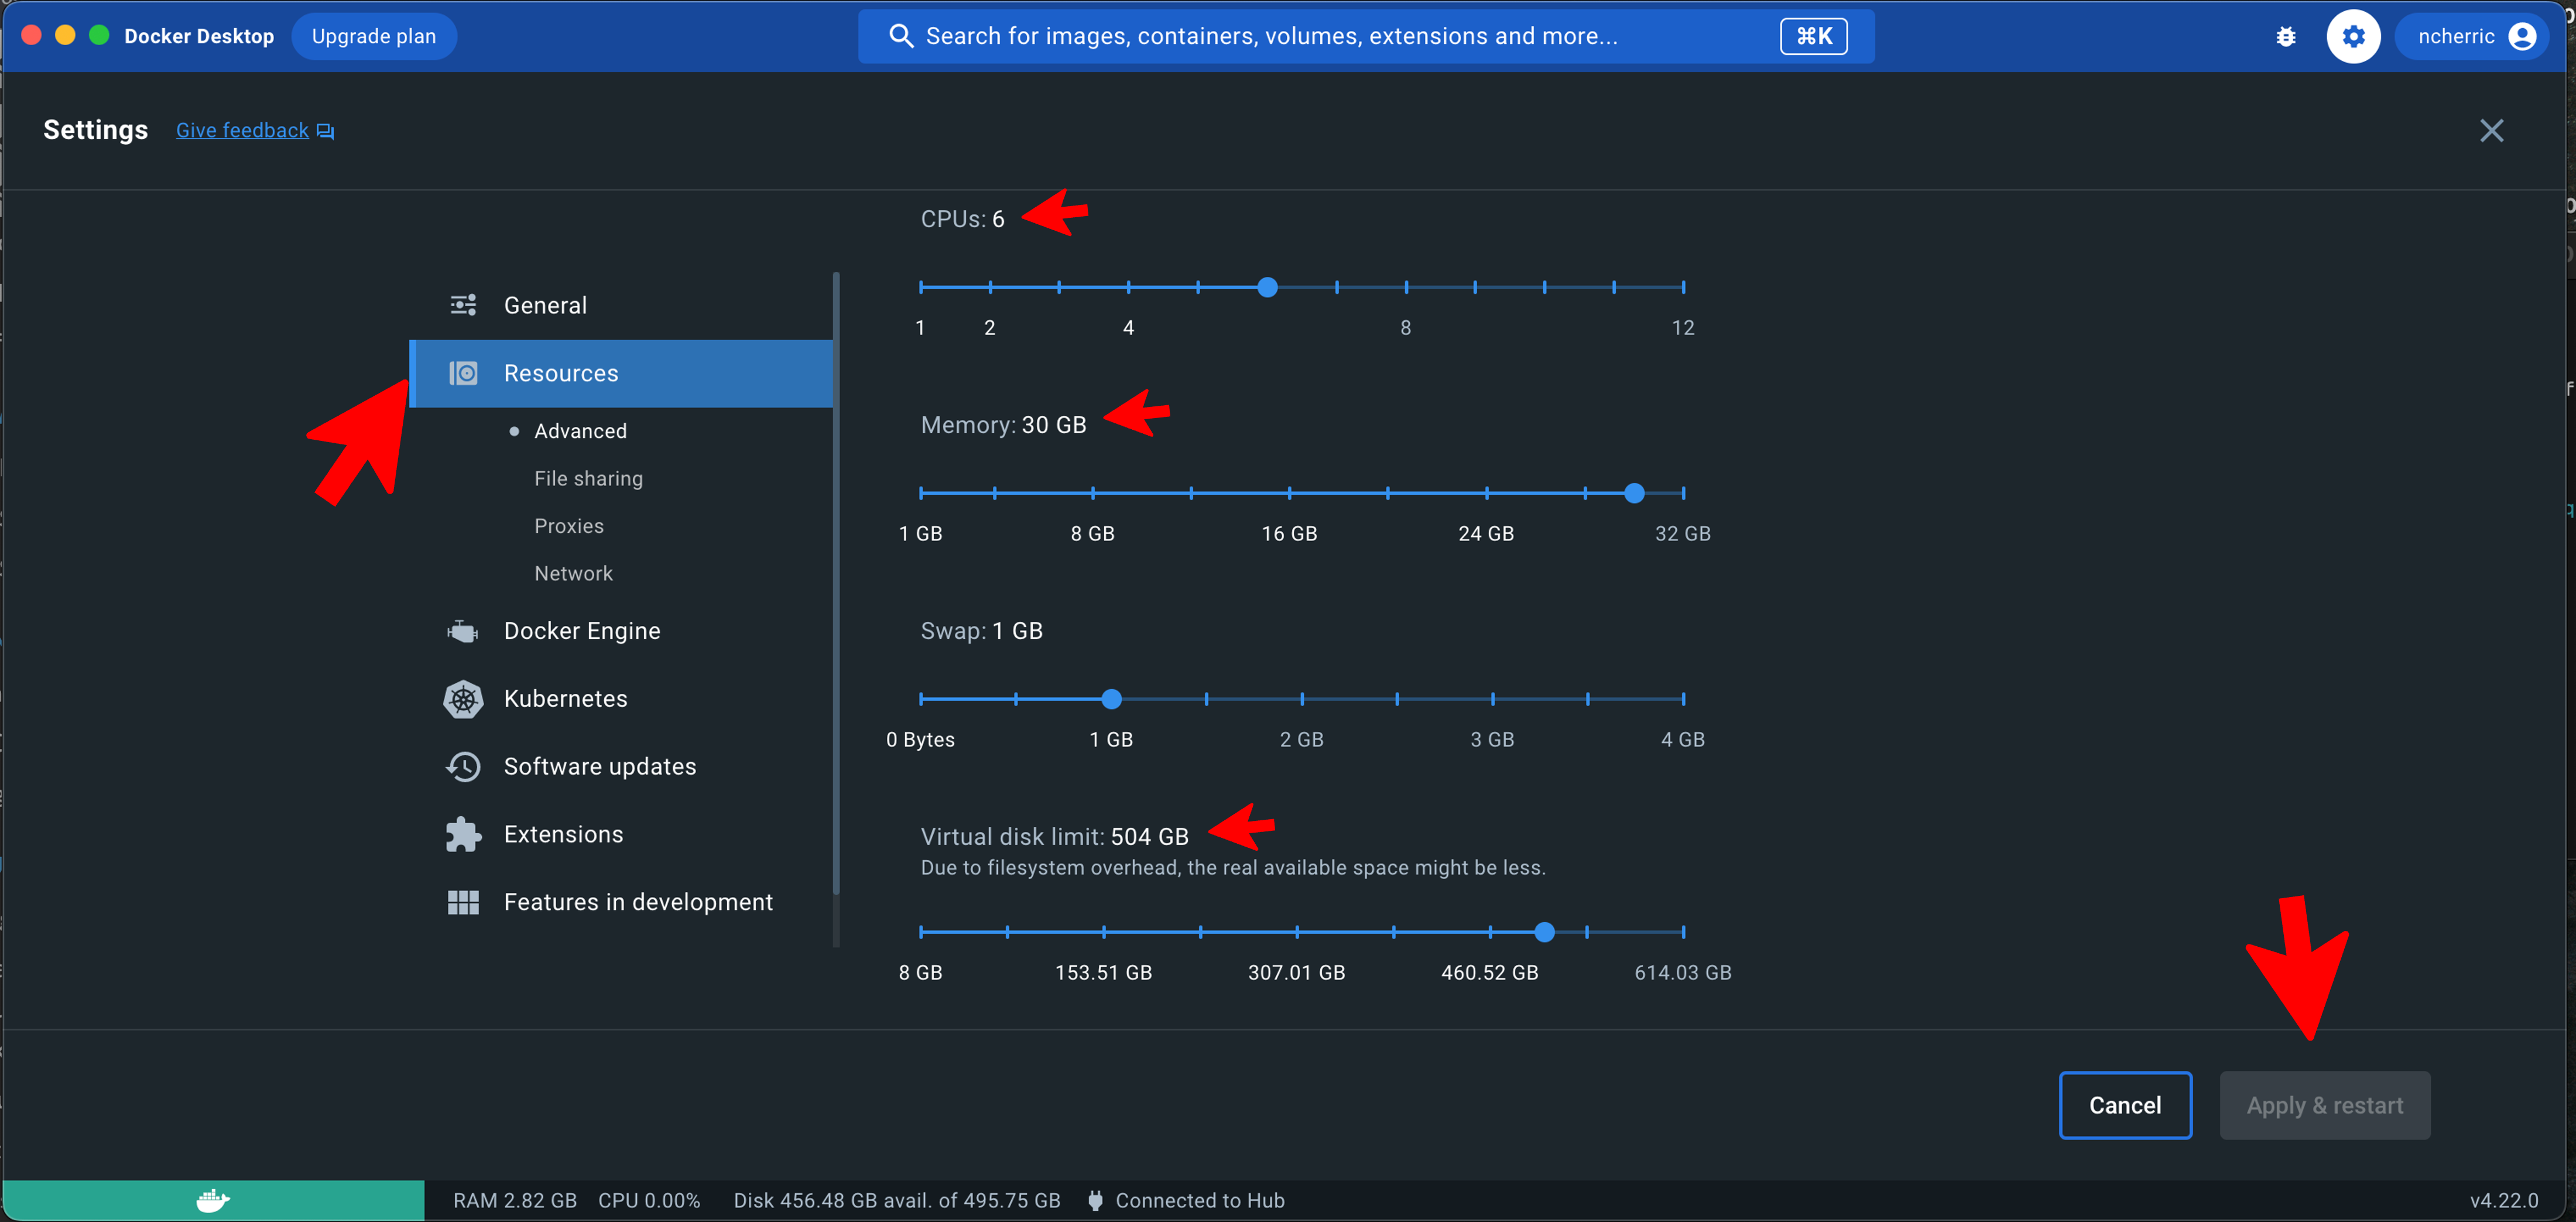 Docker Desktop
Upgrade plan
Search for images, containers, volumes, extensions and more...
⌘K
ncherric
Settings
Give feedback
General
Resources
Advanced
File sharing
Proxies
Network
Docker Engine
Kubernetes
Software updates
Extensions
Features in development
CPUs: 6
1 2 4 8 12
Memory: 30 GB
1 GB 8 GB 16 GB 24 GB 32 GB
Swap: 1 GB
0 Bytes 1 GB 2 GB 3 GB 4 GB
Virtual disk limit: 504 GB
Due to filesystem overhead, the real available space might be less.
8 GB 153.51 GB 307.01 GB 460.52 GB 614.03 GB
Cancel
Apply & restart
RAM 2.82 GB CPU 0.00% Disk 456.48 GB avail. of 495.75 GB Connected to Hub
v4.22.0